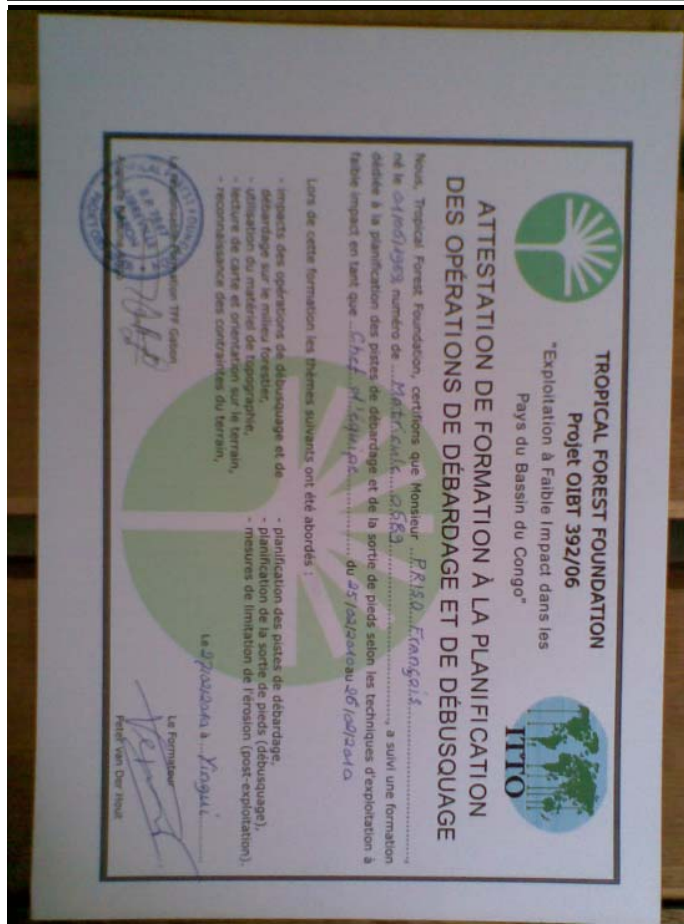 TROPICAL FOREST FOUNDATION
Projet OIBT 392/06
"Exploitation à Faible Impact dans les
Pays du Bassin du Congo"
ITTO
ATTESTATION DE FORMATION À LA PLANIFICATION
DES OPÉRATIONS DE DÉBARDAGE ET DE DÉBUSQUAGE
Nous, Tropical Forest Foundation, certifions que Monsieur ...PRISO François...,
né le numéro de ...Matricule, a suivi une formation
dédiée à la planification des pistes de débardage et de la sortie de pieds selon les techniques d'exploitation à
faible impact en tant que ...Chef d'équipe... du 25/02/2010 au 26/02/2010
Lors de cette formation les thèmes suivants ont été abordés :
- impacts des opérations de débusquage et de
débardage sur le milieu forestier,
- utilisation du matériel de topographie,
- lecture de carte et orientation sur le terrain,
- reconnaissance des contraintes du terrain,
- planification des pistes de débardage,
- planification de la sortie de pieds (débusquage),
- mesures de limitation de l'érosion (post-exploitation).
Le 27/02/2010 à ...
Formation TFF Gabon
Le Formateur
Peter Van Der Hout